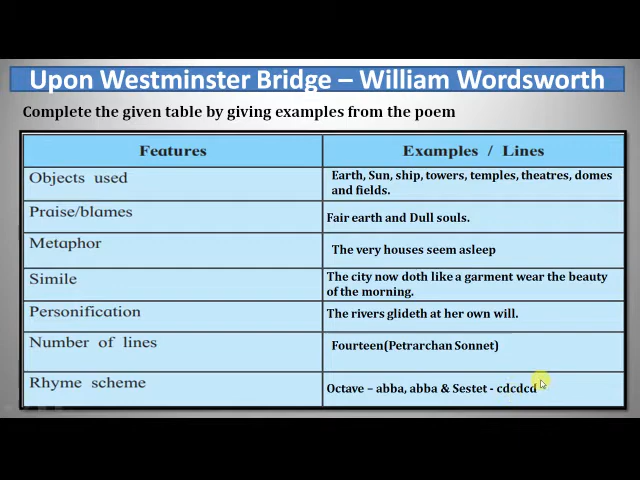 Upon Westminster Bridge – William Wordsworth
Complete the given table by giving examples from the poem
Features
Examples / Lines
Objects used
Earth, Sun, ship, towers, temples, theatres, domes
and fields.
Praise/blames
Fair earth and Dull souls.
Metaphor
The very houses seem asleep
Simile
The city now doth like a garment wear the beauty
of the morning.
Personification
The rivers glideth at her own will.
Number of lines
Fourteen(Petrarchan Sonnet)
Rhyme scheme
Octave – abba, abba & Sestet - cdcdcd